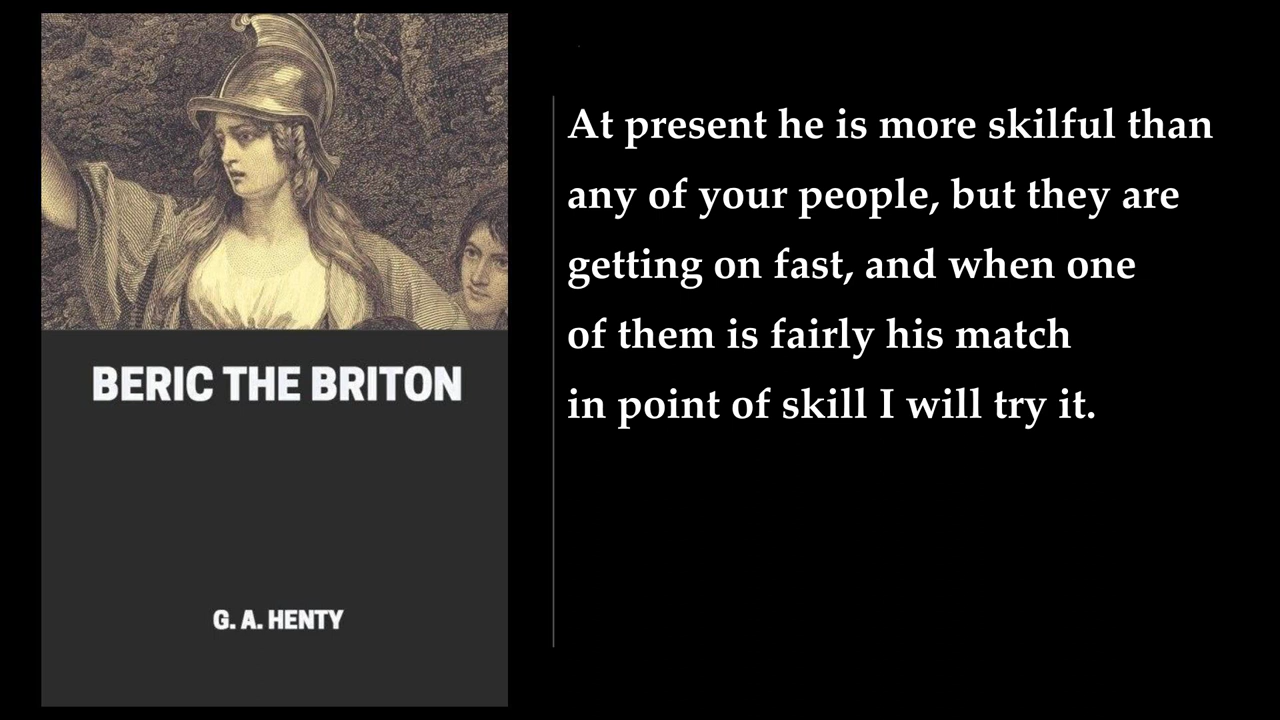 BERIC THE BRITON
G. A. HENTY
At present he is more skilful than
any of your people, but they are
getting on fast, and when one
of them is fairly his match
in point of skill I will try it.